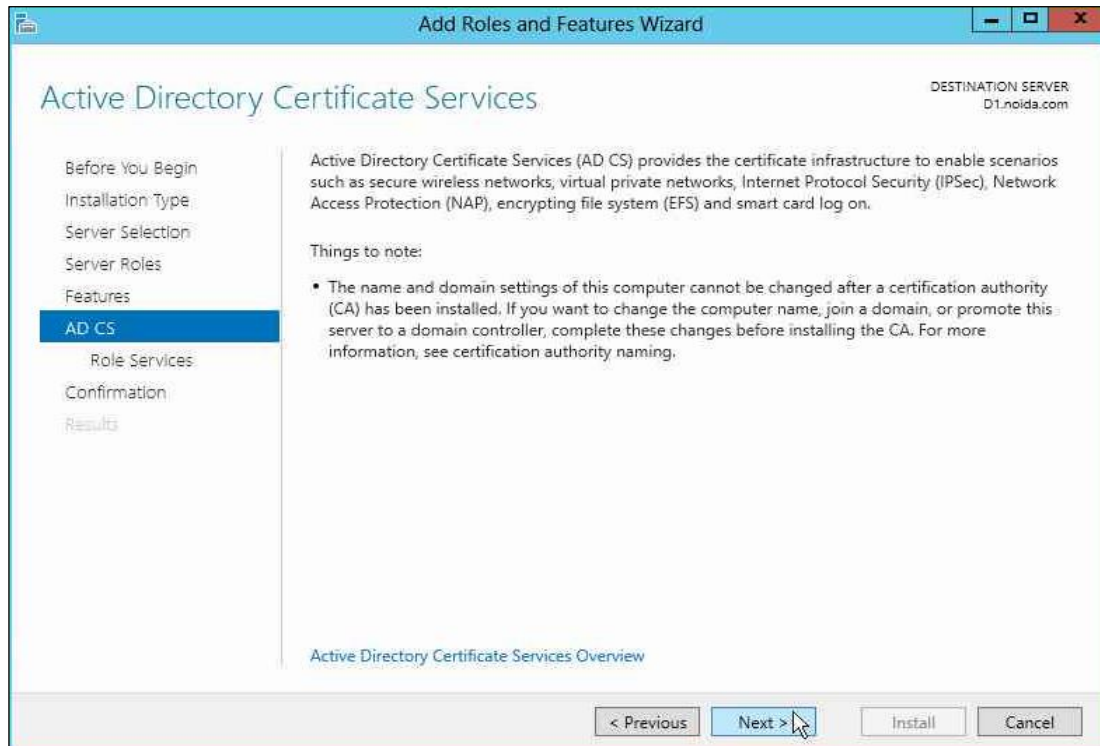 Add Roles and Features Wizard
Active Directory Certificate Services
DESTINATION SERVER
D1.noida.com
Before You Begin
Installation Type
Server Selection
Server Roles
Features
AD CS
Role Services
Confirmation
Results
Active Directory Certificate Services (AD CS) provides the certificate infrastructure to enable scenarios
such as secure wireless networks, virtual private networks, Internet Protocol Security (IPSec), Network
Access Protection (NAP), encrypting file system (EFS) and smart card log on.
Things to note:
• The name and domain settings of this computer cannot be changed after a certification authority
(CA) has been installed. If you want to change the computer name, join a domain, or promote this
server to a domain controller, complete these changes before installing the CA. For more
information, see certification authority naming.
Active Directory Certificate Services Overview
< Previous
Next >
Install
Cancel